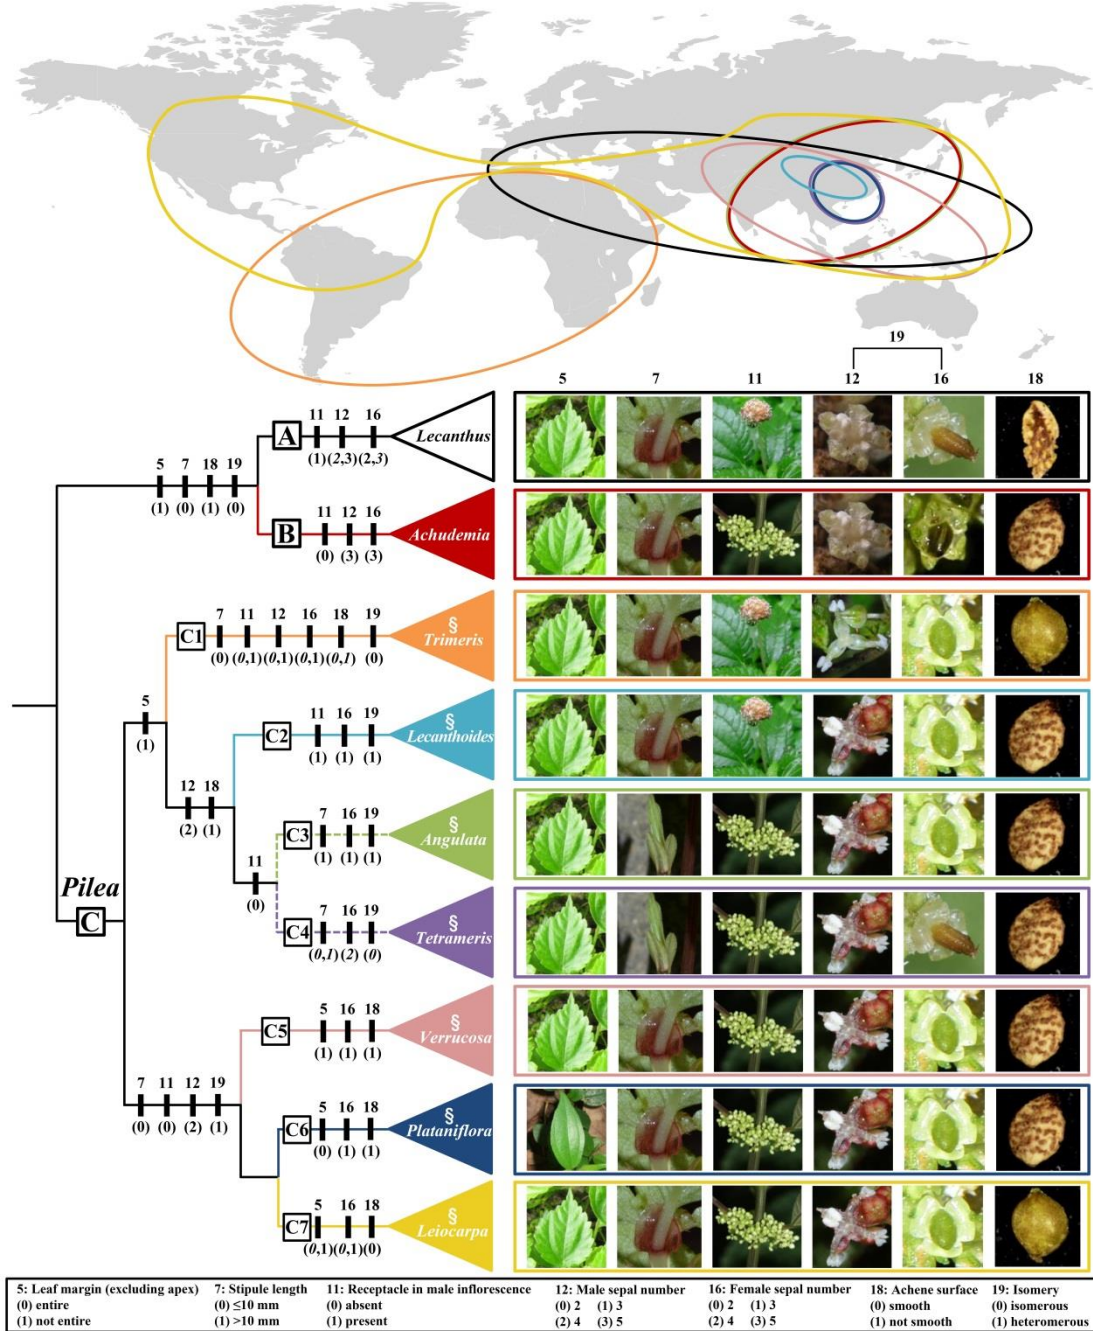 19
5 7 11 12 16 18
11 12 16
A
Lecanthus
(1)(2,3)(2,3)
5 7 18 19
(1) (0) (1) (0)
11 12 16
B
Achudemia
(0) (3) (3)
7 11 12 16 18 19
C1
§
Trimeris
(0)(0,1)(0,1)(0,1)(0,1) (0)
5
(1)
11 16 19
C2
§
Lecanthoides
(1) (1) (1)
12 18
(2) (1)
7 16 19
C3
§
Angulata
(1) (1) (1)
11
(0)
Pilea
C
7 16 19
C4
§
Tetrameris
(0,1) (2) (0)
5 16 18
C5
§
Verrucosa
(1) (1) (1)
7 11 12 19
(0) (0) (2) (1)
5 16 18
C6
§
Plataniflora
(0) (1) (1)
5 16 18
C7
§
Leiocarpa
(0,1)(0,1)(0)
5: Leaf margin (excluding apex) 7: Stipule length 11: Receptacle in male inflorescence 12: Male sepal number 16: Female sepal number 18: Achene surface 19: Isomery
(0) entire (0) ≤10 mm (0) absent (0) 2 (1) 3 (0) 2 (1) 3 (0) smooth (0) isomerous
(1) not entire (1) >10 mm (1) present (2) 4 (3) 5 (2) 4 (3) 5 (1) not smooth (1) heteromerous